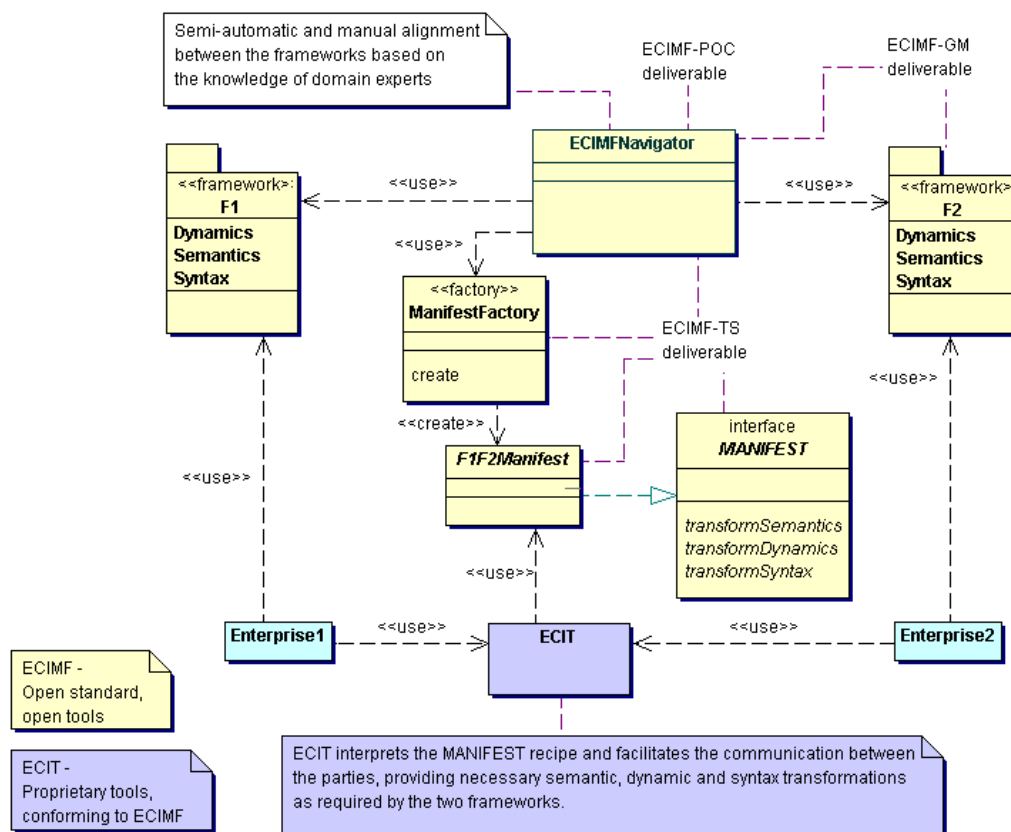 Semi-automatic and manual alignment
between the frameworks based on
the knowledge of domain experts
ECIMF-POC
deliverable
ECIMF-GM
deliverable
ECIMFNavigator
<<framework>:
F1
Dynamics
Semantics
Syntax
<<use>>
<<use>>
<<framework>
F2
Dynamics
Semantics
Syntax
<<use>>
<<factory>>
ManifestFactory
create
ECIMF-TS
deliverable
<<use>>
<<create>>
F1F2Manifest
interface
MANIFEST
transformSemantics
transformDynamics
transformSyntax
<<use>>
<<use>>
Enterprise1
<<use>>
ECIT
<<use>>
Enterprise2
ECIMF -
Open standard,
open tools
ECIT -
Proprietary tools,
conforming to ECIMF
ECIT interprets the MANIFEST recipe and facilitates the communication between
the parties, providing necessary semantic, dynamic and syntax transformations
as required by the two frameworks.